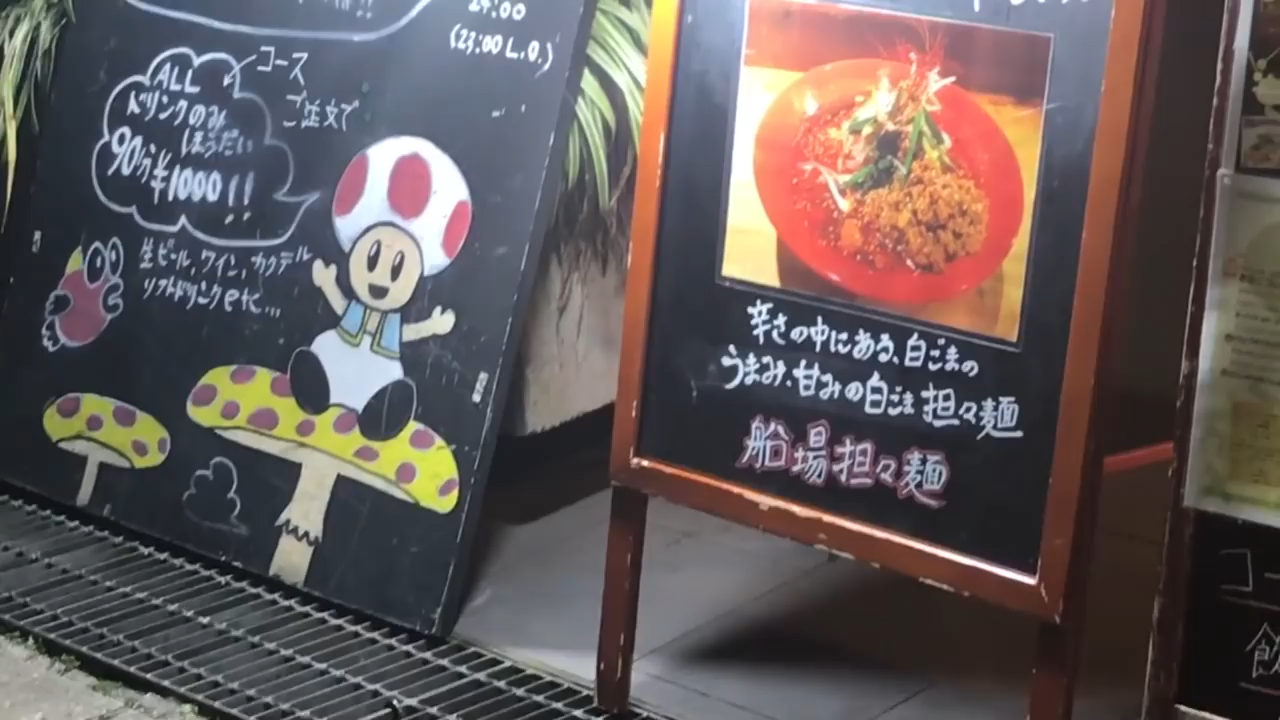 24:00
(23:00 L.O.)
コース
ご注文で
ALL
ドリンクのみ
ほうだい
90分¥1000!!
生ビール,ワイン,カクテル
ソフトドリンクetc...
辛さの中にある、白ごまの
うまみ、甘みの白ごま担々麺
船場担々麺
コー
飲